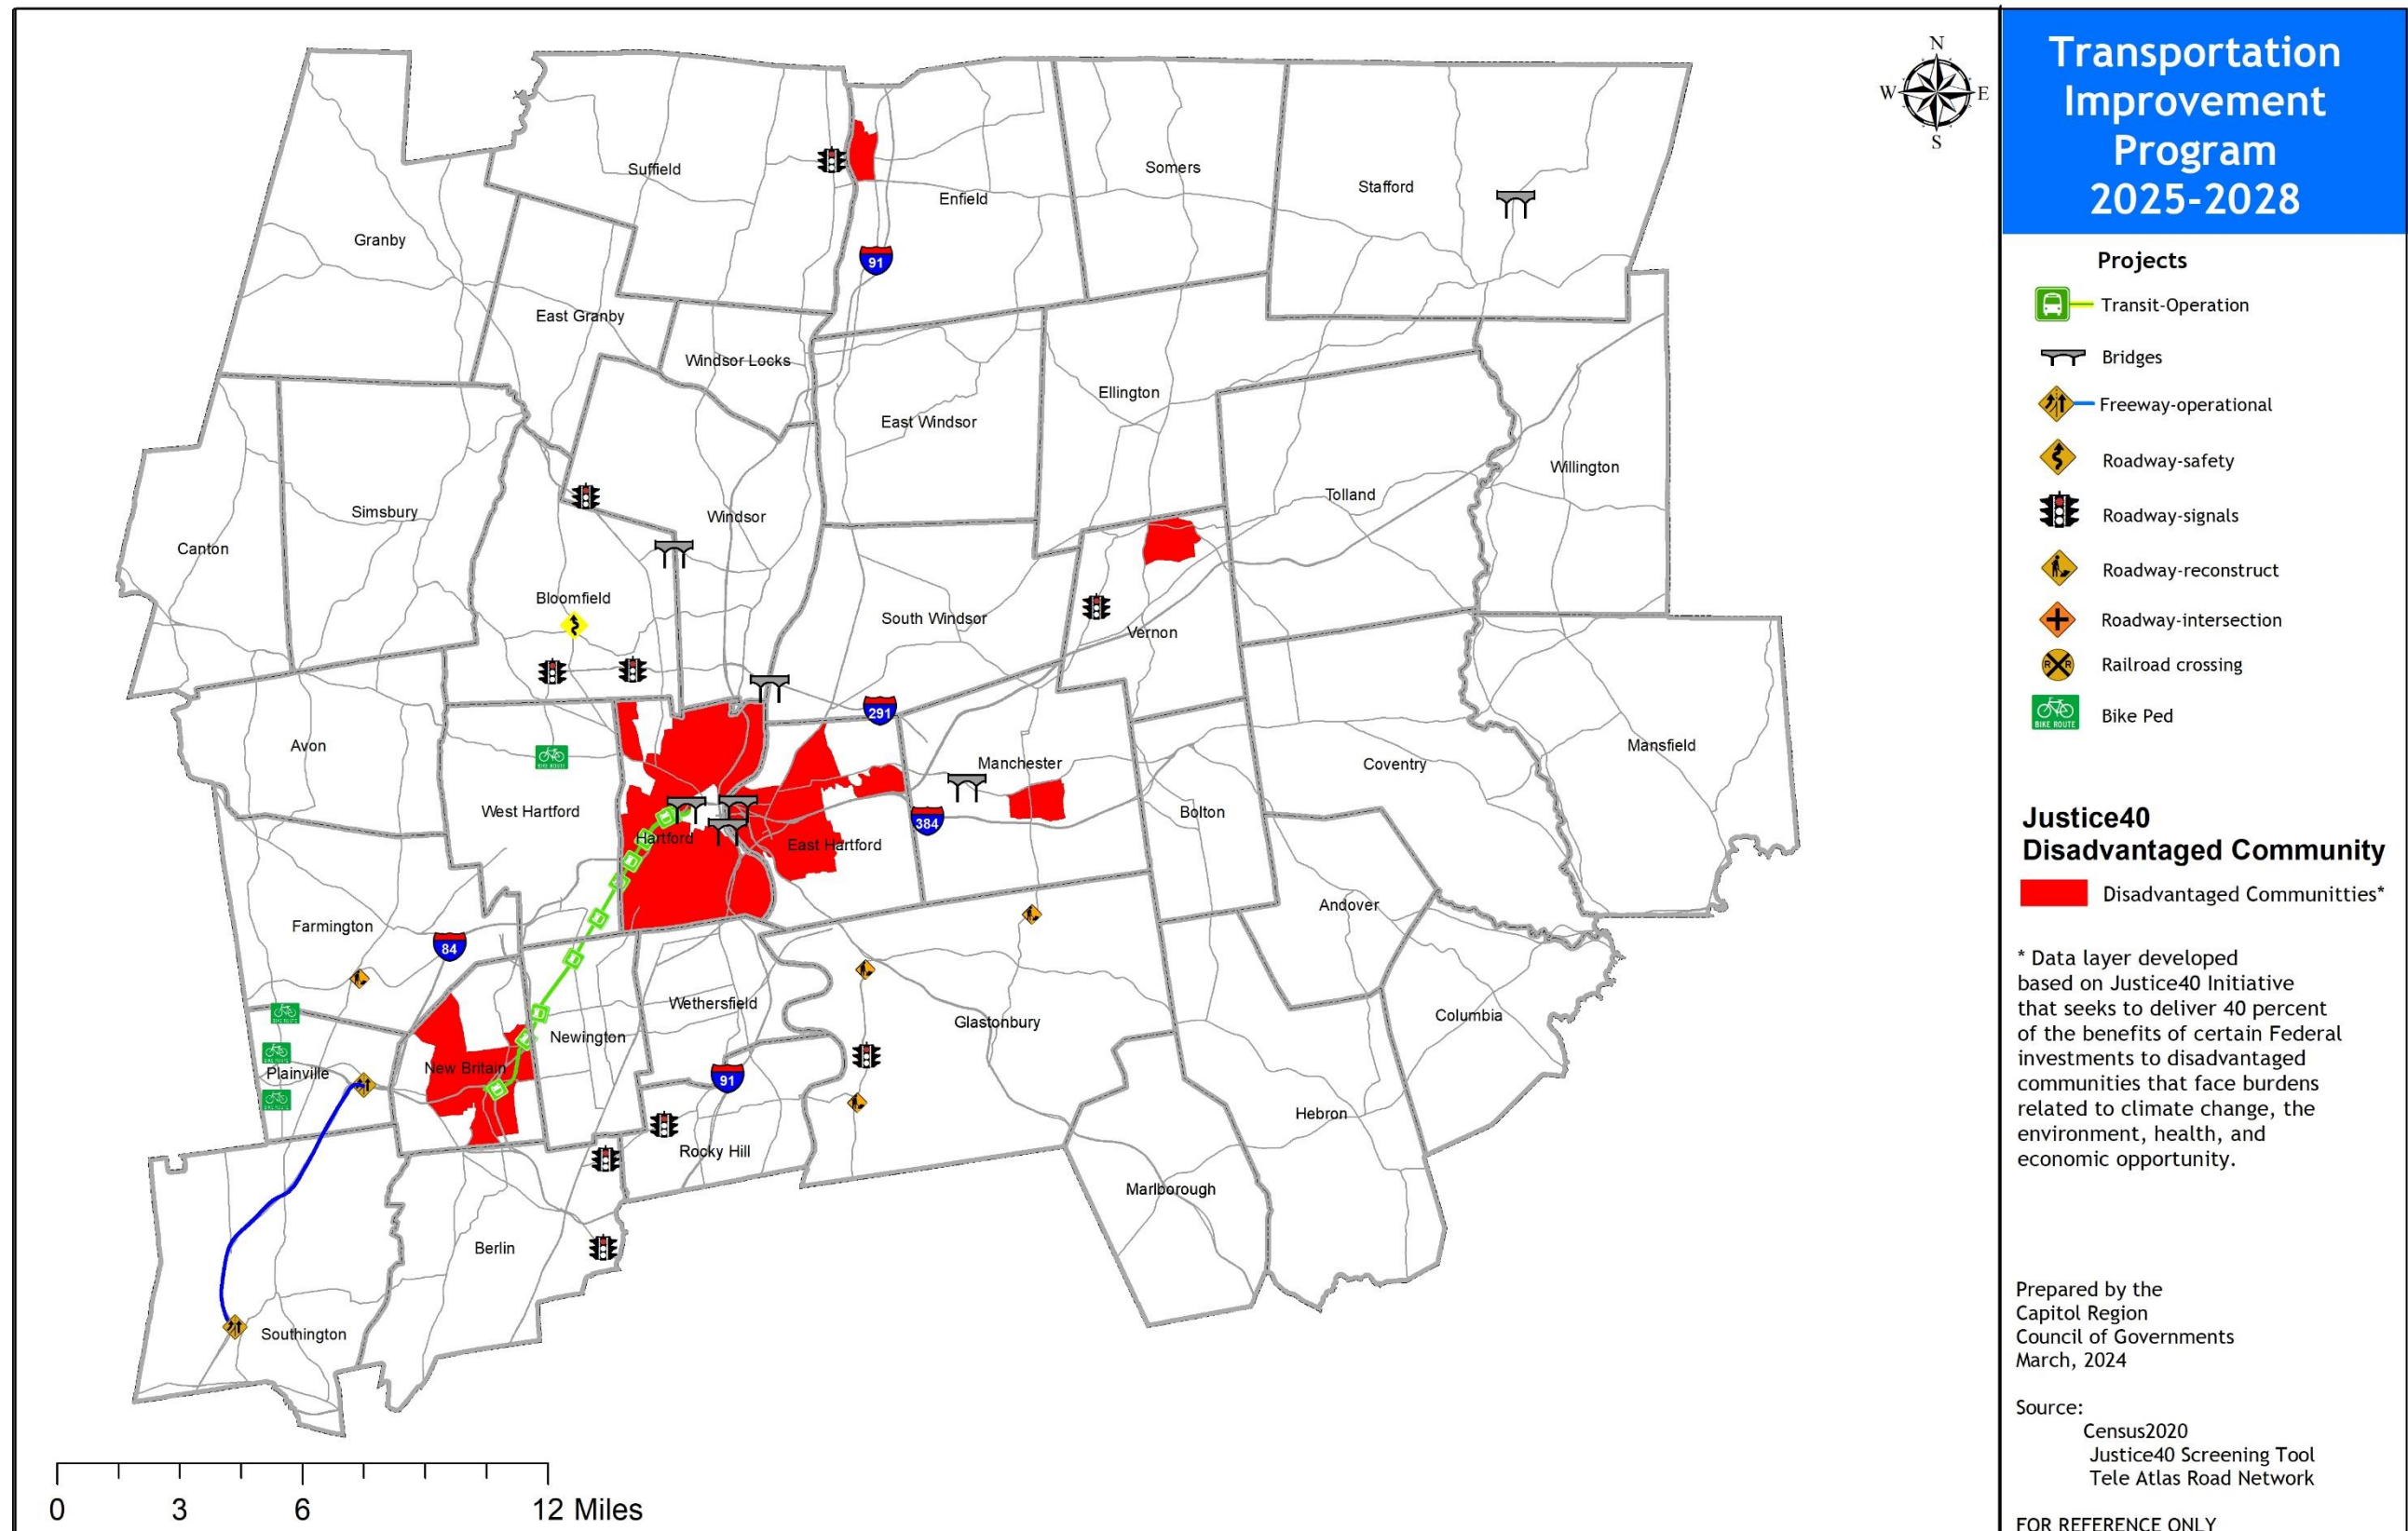 Transportation
Improvement
Program
2025-2028
Projects
Transit-Operation
Bridges
Freeway-operational
Roadway-safety
Roadway-signals
Roadway-reconstruct
Roadway-intersection
R R
Railroad crossing
BIKE ROUTE
Bike Ped
Justice40
Disadvantaged Community
Disadvantaged Communitties*
* Data layer developed
based on Justice40 Initiative
that seeks to deliver 40 percent
of the benefits of certain Federal
investments to disadvantaged
communities that face burdens
related to climate change, the
environment, health, and
economic opportunity.
Prepared by the
Capitol Region
Council of Governments
March, 2024
Source:
Census2020
Justice40 Screening Tool
Tele Atlas Road Network
FOR REFERENCE ONLY
N
W
E
S
Suffield
Somers
Stafford
Enfield
Granby
91
East Granby
Windsor Locks
Ellington
East Windsor
Willington
Tolland
Simsbury
Windsor
Canton
Bloomfield
South Windsor
Vernon
291
Avon
Mansfield
Manchester
Coventry
West Hartford
Bolton
384
Hartford
East Hartford
Andover
Farmington
84
Wethersfield
Columbia
Glastonbury
Newington
New Britain
Plainville
91
Hebron
Rocky Hill
Marlborough
Berlin
Southington
0
3
6
12 Miles